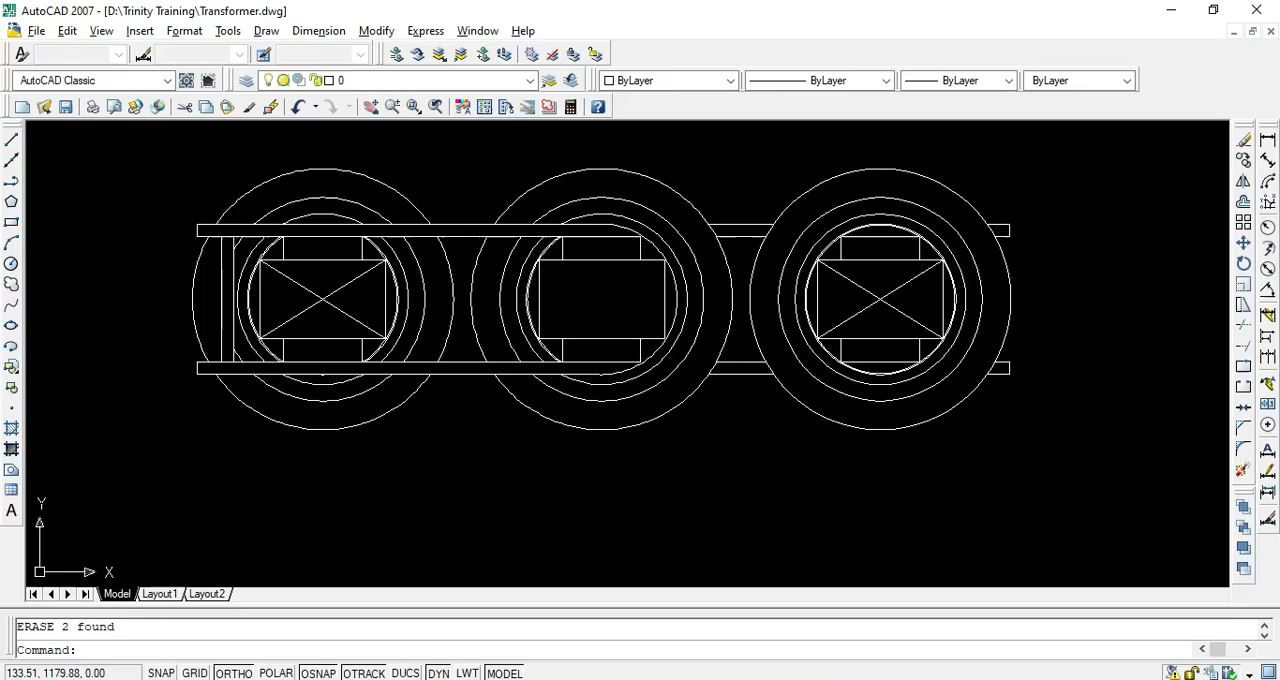 AutoCAD 2007 - [D:\Trinity Training\Transformer.dwg]
File Edit View Insert Format Tools Draw Dimension Modify Express Window Help
AutoCAD Classic 0 ByLayer ByLayer ByLayer ByLayer
A
Y
X
Model Layout1 Layout2
ERASE 2 found
Command:
133.51, 1179.88, 0.00 SNAP GRID ORTHO POLAR OSNAP OTRACK DUCS DYN LWT MODEL